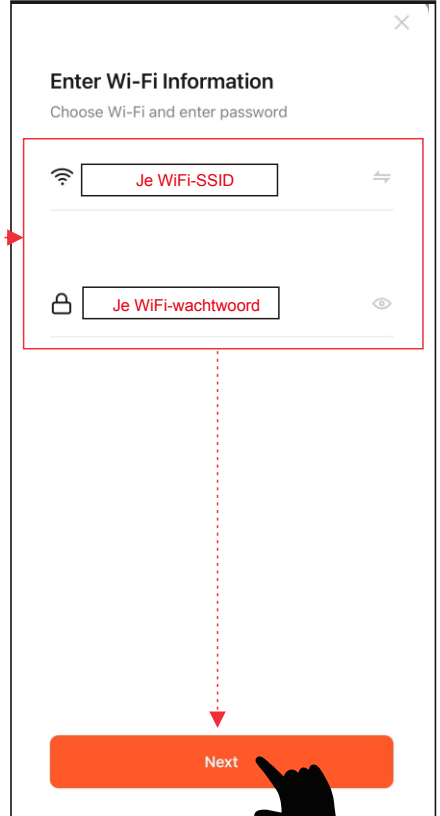 Enter Wi-Fi Information
Choose Wi-Fi and enter password
Je WiFi-SSID
Je WiFi-wachtwoord
Next